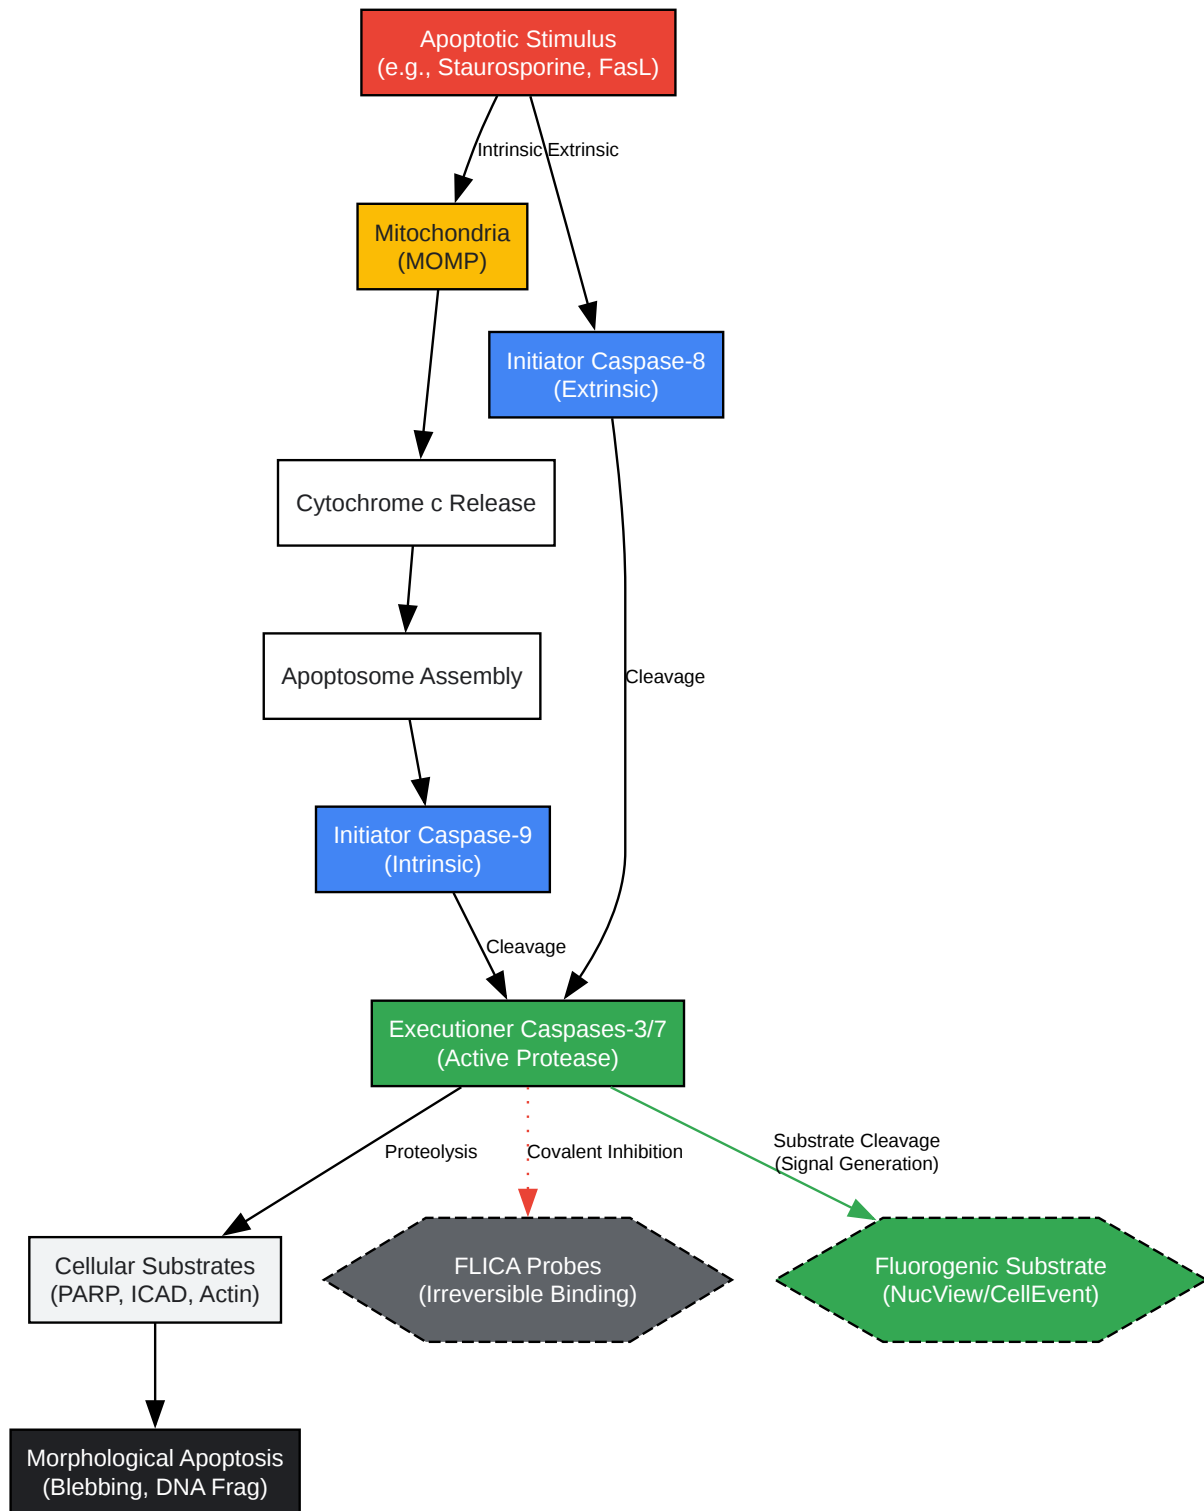 Apoptotic Stimulus
(e.g., Staurosporine, FasL)
Intrinsic
Extrinsic
Mitochondria
(MOMP)
Initiator Caspase-8
(Extrinsic)
Cytochrome c Release
Apoptosome Assembly
Cleavage
Initiator Caspase-9
(Intrinsic)
Cleavage
Executioner Caspases-3/7
(Active Protease)
Proteolysis
Covalent Inhibition
Substrate Cleavage
(Signal Generation)
Cellular Substrates
(PARP, ICAD, Actin)
FLICA Probes
(Irreversible Binding)
Fluorogenic Substrate
(NucView/CellEvent)
Morphological Apoptosis
(Blebbing, DNA Frag)